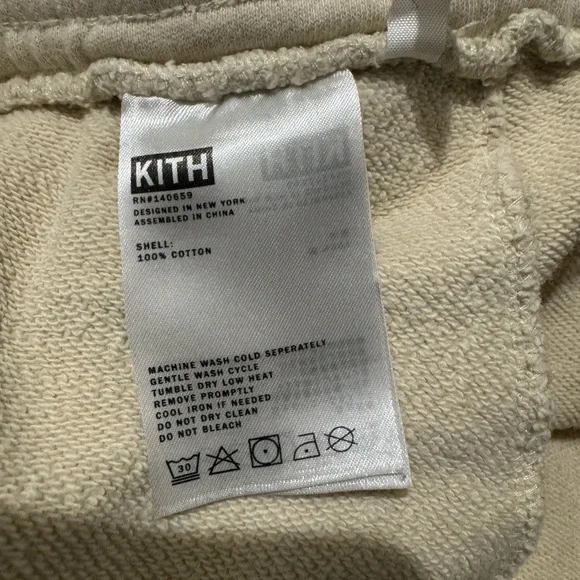 KITH
RN#140659
DESIGNED IN NEW YORK
ASSEMBLED IN CHINA
SHELL:
100% COTTON
MACHINE WASH COLD SEPERATELY
GENTLE WASH CYCLE
TUMBLE DRY LOW HEAT
REMOVE PROMPTLY
COOL IRON IF NEEDED
DO NOT DRY CLEAN
DO NOT BLEACH
30